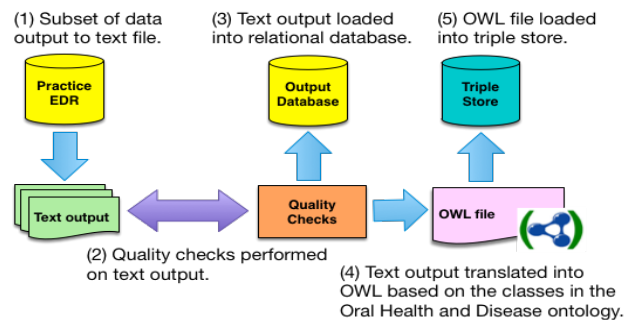 (1) Subset of data
output to text file.
(3) Text output loaded
into relational database.
(5) OWL file loaded
into triple store.
Practice
EDR
Output
Database
Triple
Store
Text output
Quality
Checks
OWL file
(2) Quality checks performed
on text output.
(4) Text output translated into
OWL based on the classes in the
Oral Health and Disease ontology.